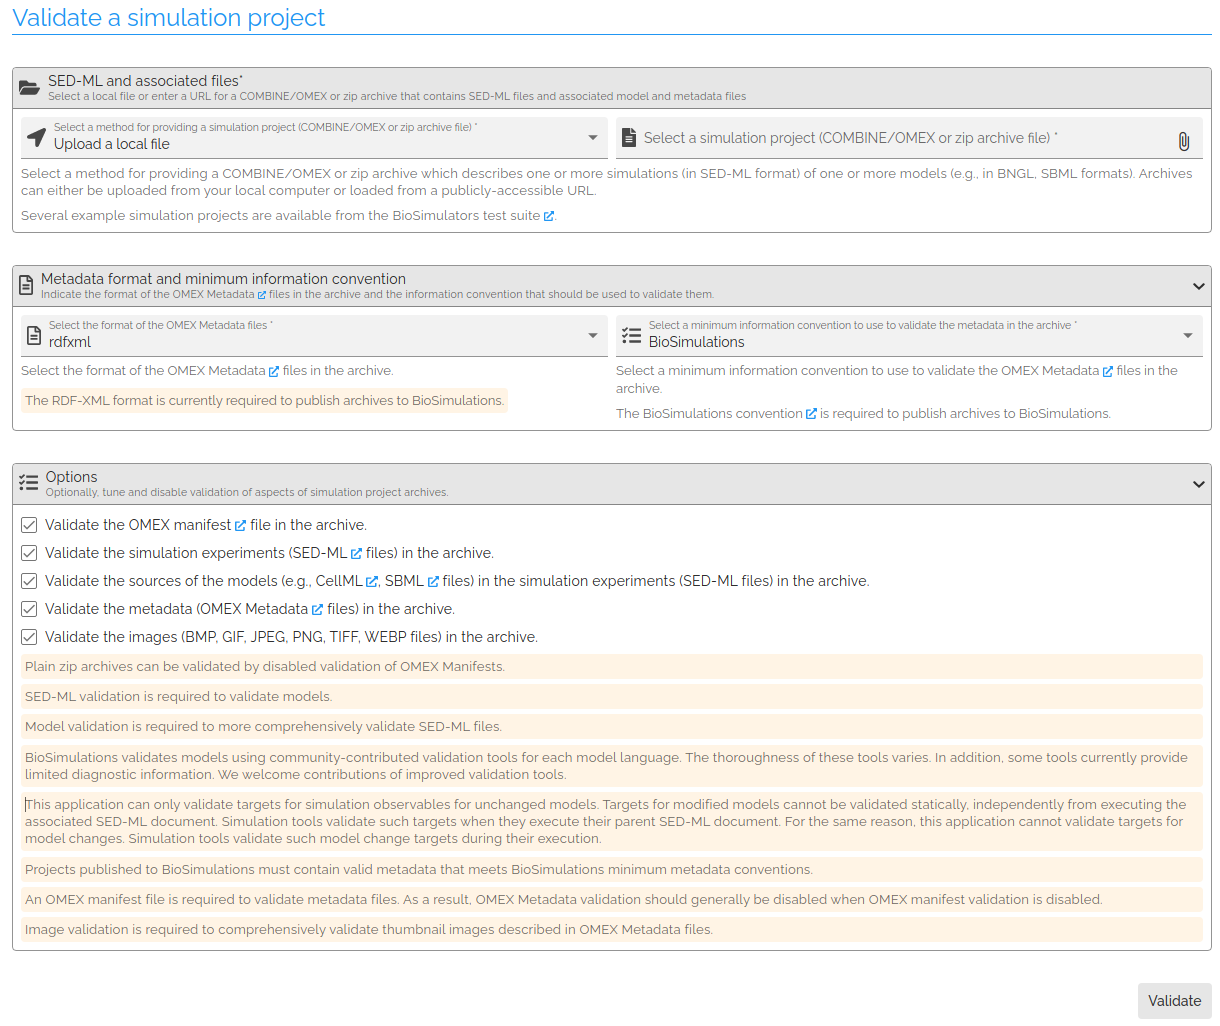 Validate a simulation project
SED-ML and associated files*
Select a local file or enter a URL for a COMBINE/OMEX or zip archive that contains SED-ML files and associated model and metadata files
Select a method for providing a simulation project (COMBINE/OMEX or zip archive file) *
Upload a local file
Select a simulation project (COMBINE/OMEX or zip archive file) *
Select a method for providing a COMBINE/OMEX or zip archive which describes one or more simulations (in SED-ML format) of one or more models (e.g., in BNGL, SBML formats). Archives
can either be uploaded from your local computer or loaded from a publicly-accessible URL.
Several example simulation projects are available from the BioSimulators test suite .
Metadata format and minimum information convention
Indicate the format of the OMEX Metadata files in the archive and the information convention that should be used to validate them.
Select the format of the OMEX Metadata files *
rdfxml
Select the format of the OMEX Metadata files in the archive.
The RDF-XML format is currently required to publish archives to BioSimulations.
Select a minimum information convention to use to validate the metadata in the archive *
BioSimulations
Select a minimum information convention to use to validate the OMEX Metadata files in the
archive.
The BioSimulations convention is required to publish archives to BioSimulations.
Options
Optionally, tune and disable validation of aspects of simulation project archives.
Validate the OMEX manifest file in the archive.
Validate the simulation experiments (SED-ML files) in the archive.
Validate the sources of the models (e.g., CellML , SBML files) in the simulation experiments (SED-ML files) in the archive.
Validate the metadata (OMEX Metadata files) in the archive.
Validate the images (BMP, GIF, JPEG, PNG, TIFF, WEBP files) in the archive.
Plain zip archives can be validated by disabled validation of OMEX Manifests.
SED-ML validation is required to validate models.
Model validation is required to more comprehensively validate SED-ML files.
BioSimulations validates models using community-contributed validation tools for each model language. The thoroughness of these tools varies. In addition, some tools currently provide
limited diagnostic information. We welcome contributions of improved validation tools.
This application can only validate targets for simulation observables for unchanged models. Targets for modified models cannot be validated statically, independently from executing the
associated SED-ML document. Simulation tools validate such targets when they execute their parent SED-ML document. For the same reason, this application cannot validate targets for
model changes. Simulation tools validate such model change targets during their execution.
Projects published to BioSimulations must contain valid metadata that meets BioSimulations minimum metadata conventions.
An OMEX manifest file is required to validate metadata files. As a result, OMEX Metadata validation should generally be disabled when OMEX manifest validation is disabled.
Image validation is required to comprehensively validate thumbnail images described in OMEX Metadata files.
Validate